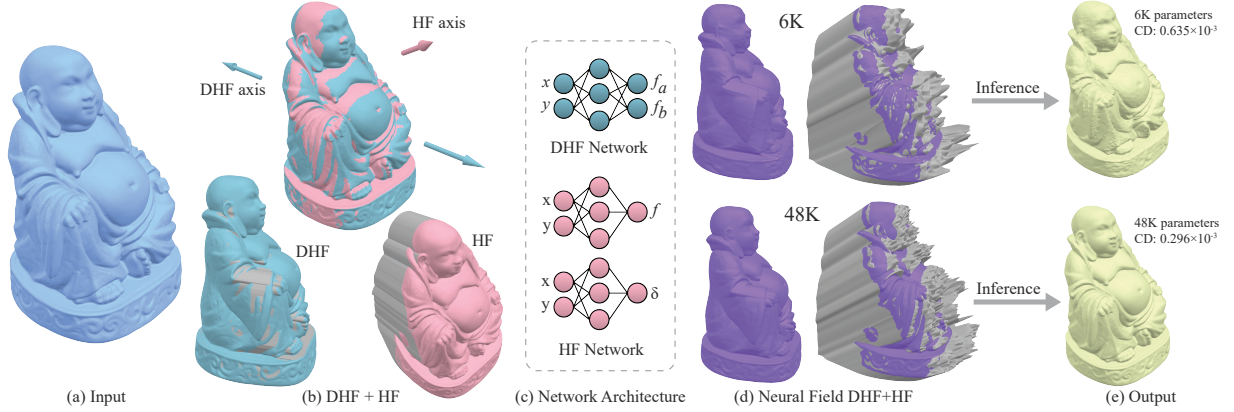 HF axis
DHF axis
DHF
HF
x
y
f_a
f_b
DHF Network
x
y
f
x
y
δ
HF Network
6K
Inference
6K parameters
CD: 0.635×10⁻³
48K
Inference
48K parameters
CD: 0.296×10⁻³
(a) Input
(b) DHF + HF
(c) Network Architecture
(d) Neural Field DHF+HF
(e) Output